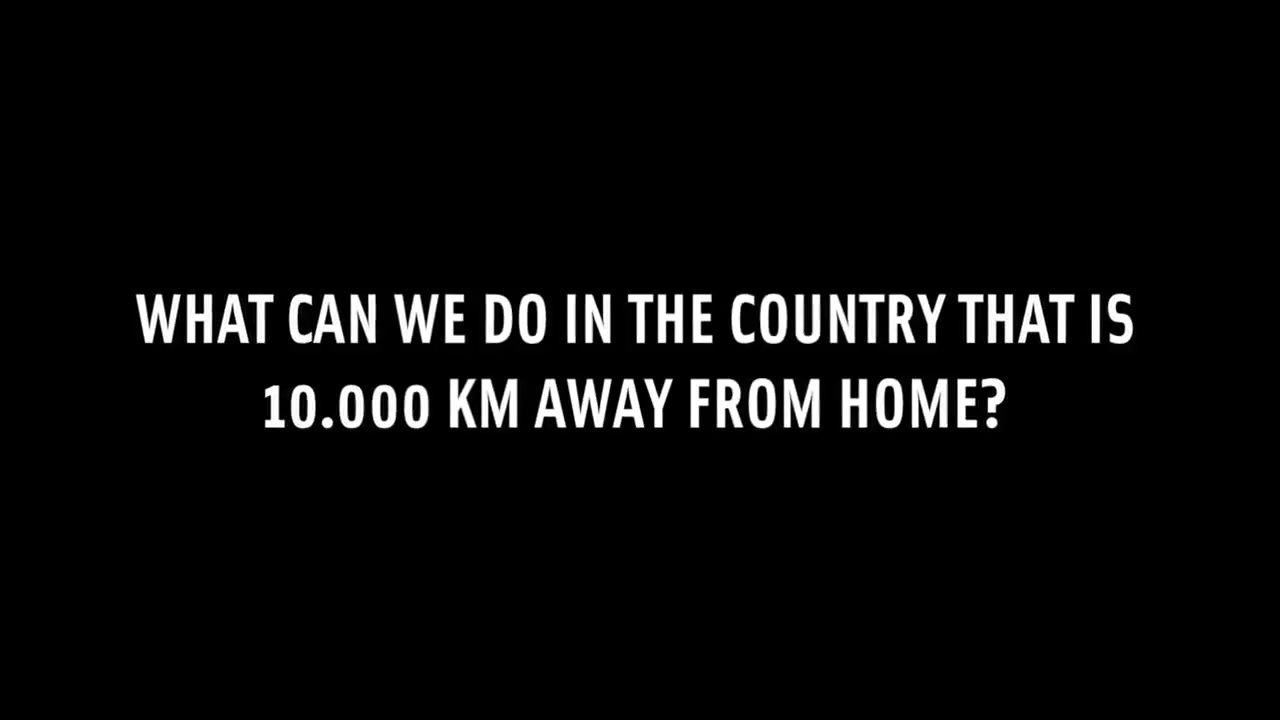 WHAT CAN WE DO IN THE COUNTRY THAT IS
10.000 KM AWAY FROM HOME?